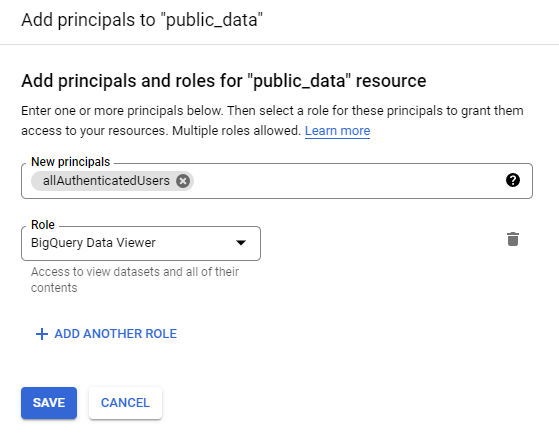 Add principals to "public_data"
Add principals and roles for "public_data" resource
Enter one or more principals below. Then select a role for these principals to grant them
access to your resources. Multiple roles allowed. Learn more
New principals
allAuthenticatedUsers
Role
BigQuery Data Viewer
Access to view datasets and all of their
contents
ADD ANOTHER ROLE
SAVE CANCEL